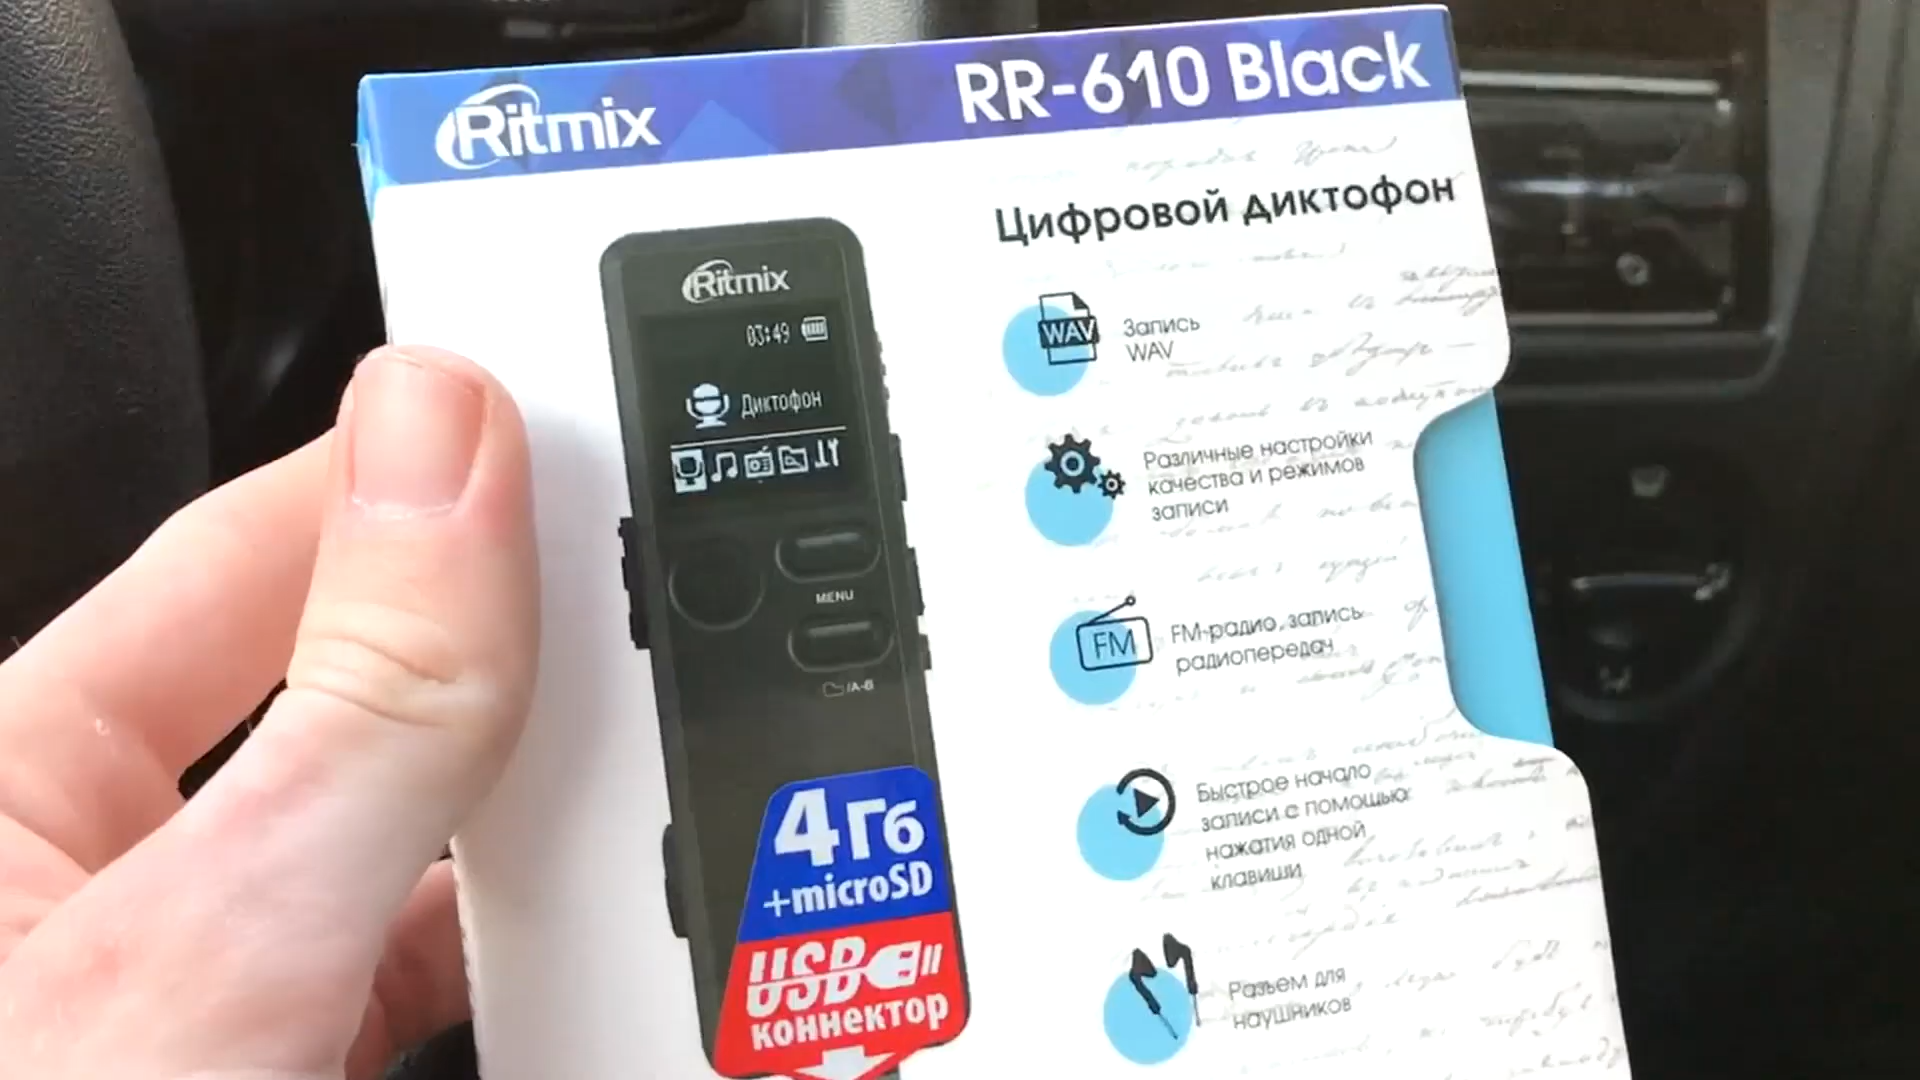 Ritmix
RR-610 Black
Цифровой диктофон
Ritmix
03:49
Диктофон
MENU
/A-B
4Гб
+microSD
USB
коннектор
WAV
Запись
WAV
Различные настройки
качества и режимов
записи
FM
FM-радио, запись
радиопередач
Быстрое начало
записи с помощью
нажатия одной
клавиши
Разъем для
наушников